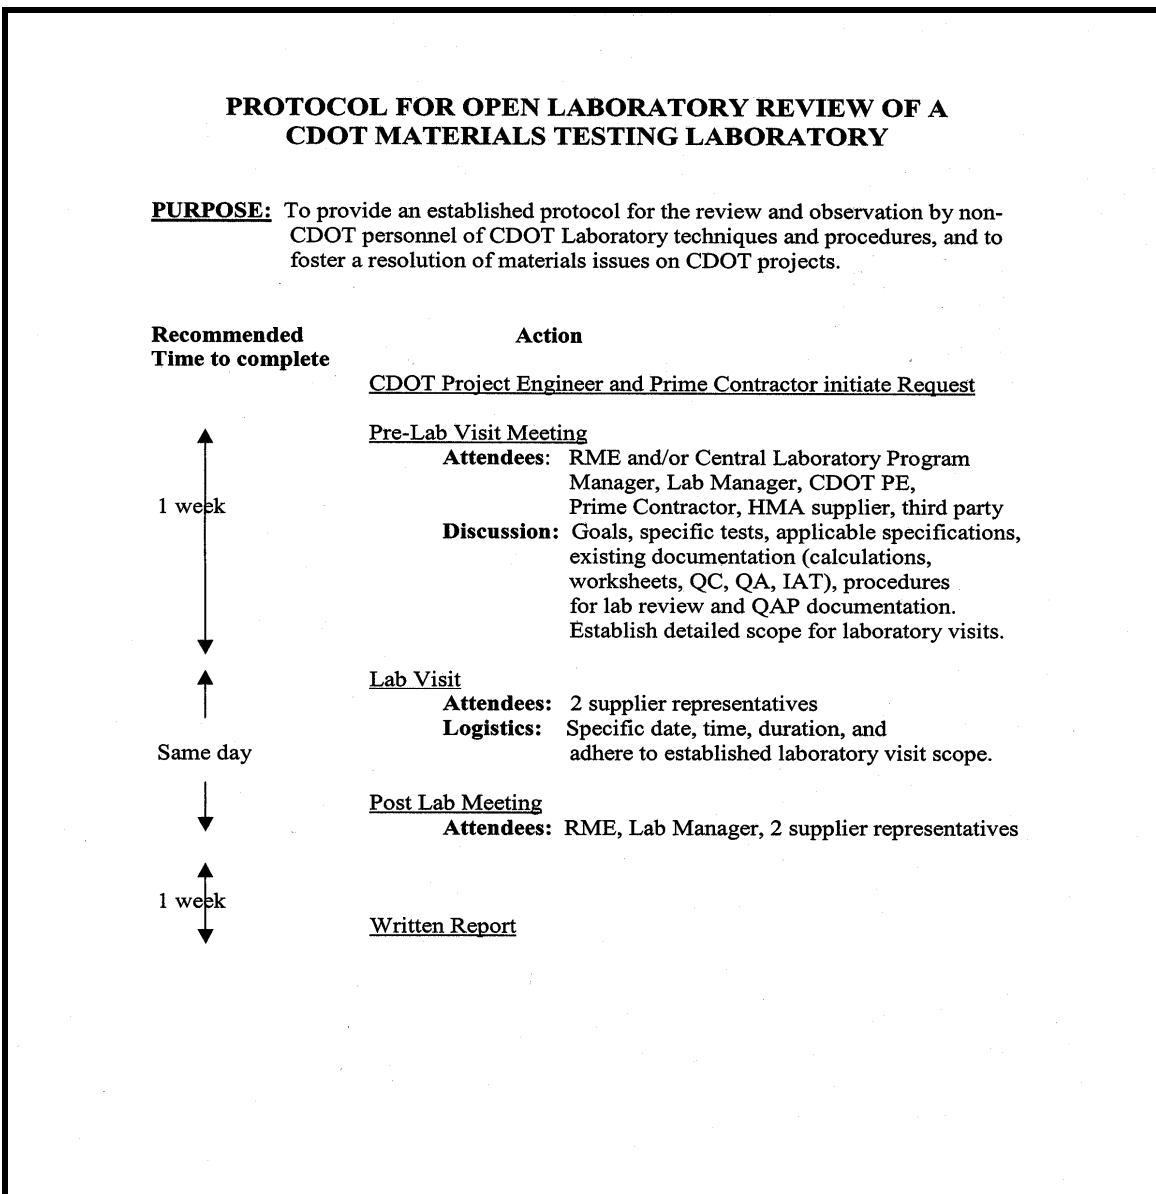 PROTOCOL FOR OPEN LABORATORY REVIEW OF A
CDOT MATERIALS TESTING LABORATORY
PURPOSE: To provide an established protocol for the review and observation by non-
CDOT personnel of CDOT Laboratory techniques and procedures, and to
foster a resolution of materials issues on CDOT projects.
Recommended Action
Time to complete
CDOT Project Engineer and Prime Contractor initiate Request
Pre-Lab Visit Meeting
Attendees: RME and/or Central Laboratory Program
Manager, Lab Manager, CDOT PE,
1 week Prime Contractor, HMA supplier, third party
Discussion: Goals, specific tests, applicable specifications,
existing documentation (calculations,
worksheets, QC, QA, IAT), procedures
for lab review and QAP documentation.
Establish detailed scope for laboratory visits.
Lab Visit
Attendees: 2 supplier representatives
Logistics: Specific date, time, duration, and
Same day adhere to established laboratory visit scope.
Post Lab Meeting
Attendees: RME, Lab Manager, 2 supplier representatives
1 week
Written Report